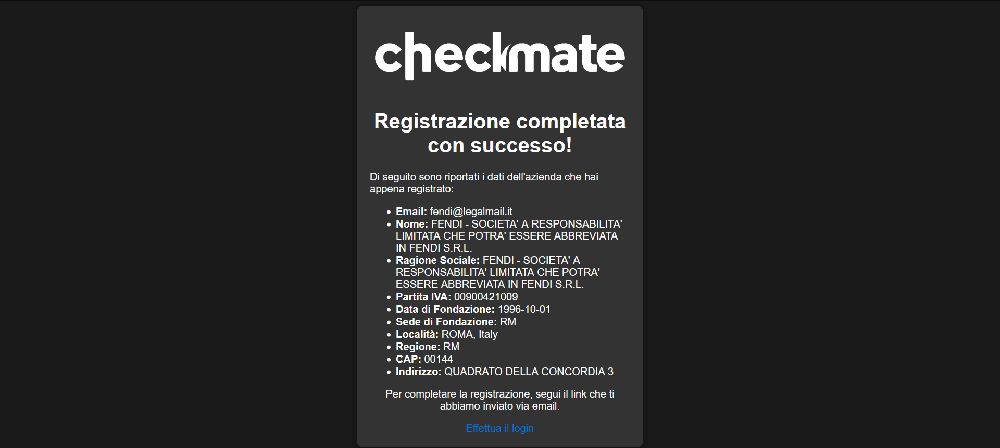 checkmate
Registrazione completata
con successo!
Di seguito sono riportati i dati dell'azienda che hai
appena registrato:
• Email: fendi@legalmail.it
• Nome: FENDI - SOCIETA' A RESPONSABILITA'
LIMITATA CHE POTRA' ESSERE ABBREVIATA
IN FENDI S.R.L.
• Ragione Sociale: FENDI - SOCIETA' A
RESPONSABILITA' LIMITATA CHE POTRA'
ESSERE ABBREVIATA IN FENDI S.R.L.
• Partita IVA: 00900421009
• Data di Fondazione: 1996-10-01
• Sede di Fondazione: RM
• Località: ROMA, Italy
• Regione: RM
• CAP: 00144
• Indirizzo: QUADRATO DELLA CONCORDIA 3
Per completare la registrazione, segui il link che ti
abbiamo inviato via email.
Effettua il login